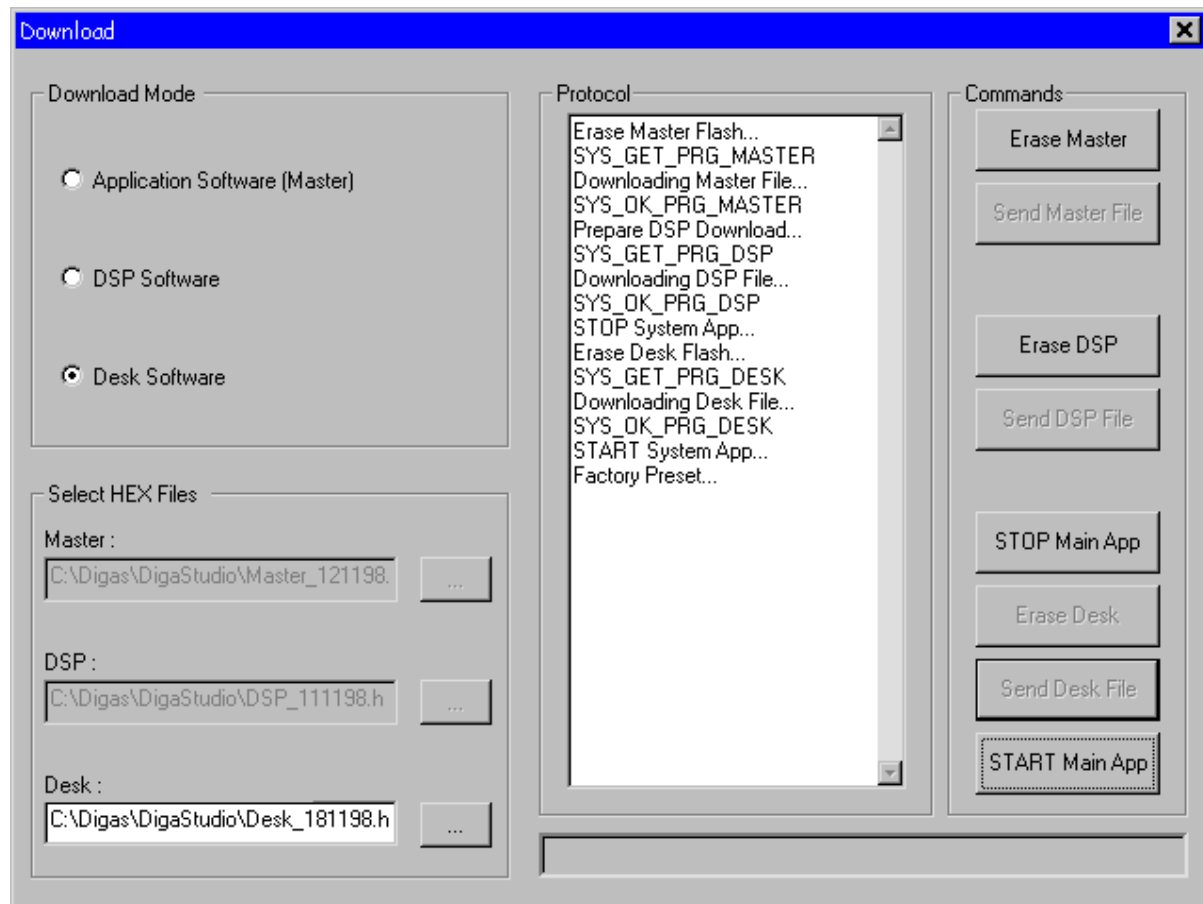 Download
Download Mode
Application Software (Master)
DSP Software
Desk Software
Select HEX Files
Master :
C:\Digas\DigaStudio\Master_121198.
...
DSP :
C:\Digas\DigaStudio\DSP_111198.h
...
Desk :
C:\Digas\DigaStudio\Desk_181198.h
...
Protocol
Erase Master Flash...
SYS_GET_PRG_MASTER
Downloading Master File...
SYS_OK_PRG_MASTER
Prepare DSP Download...
SYS_GET_PRG_DSP
Downloading DSP File...
SYS_OK_PRG_DSP
STOP System App...
Erase Desk Flash...
SYS_GET_PRG_DESK
Downloading Desk File...
SYS_OK_PRG_DESK
START System App...
Factory Preset...
Commands
Erase Master
Send Master File
Erase DSP
Send DSP File
STOP Main App
Erase Desk
Send Desk File
START Main App